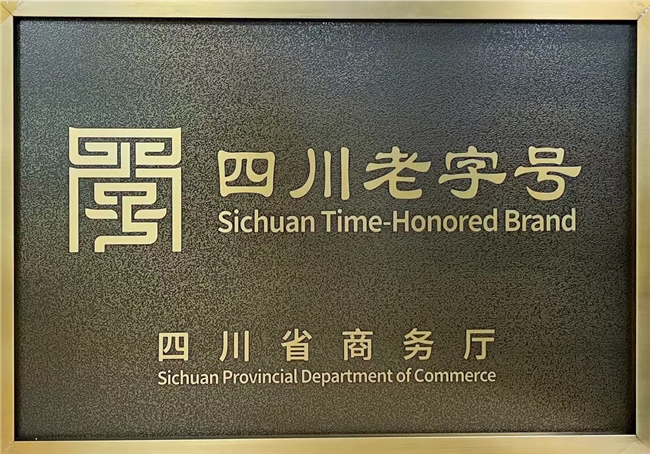 四川老字号
Sichuan Time-Honored Brand
四川省商务厅
Sichuan Provincial Department of Commerce